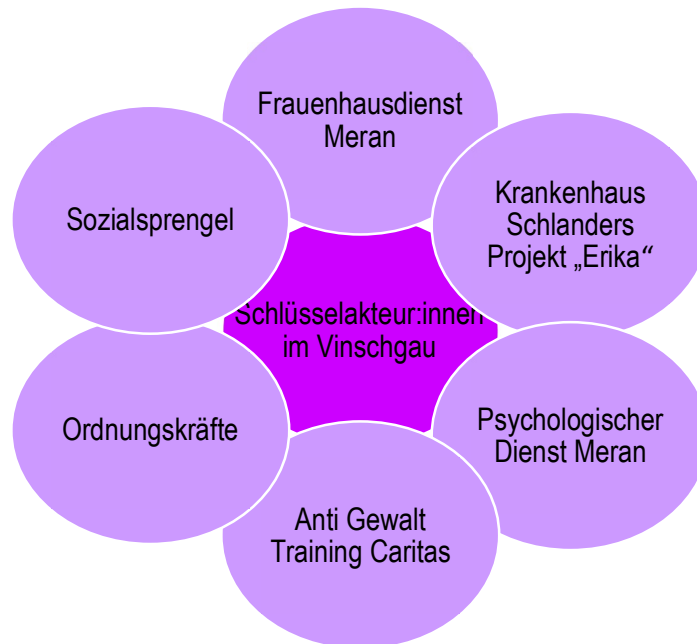 Frauenhausdienst
Meran
Krankenhaus
Schlanders
Projekt „Erika“
Sozialsprengel
Schlüsselakteur:innen
im Vinschgau
Ordnungskräfte
Psychologischer
Dienst Meran
Anti Gewalt
Training Caritas